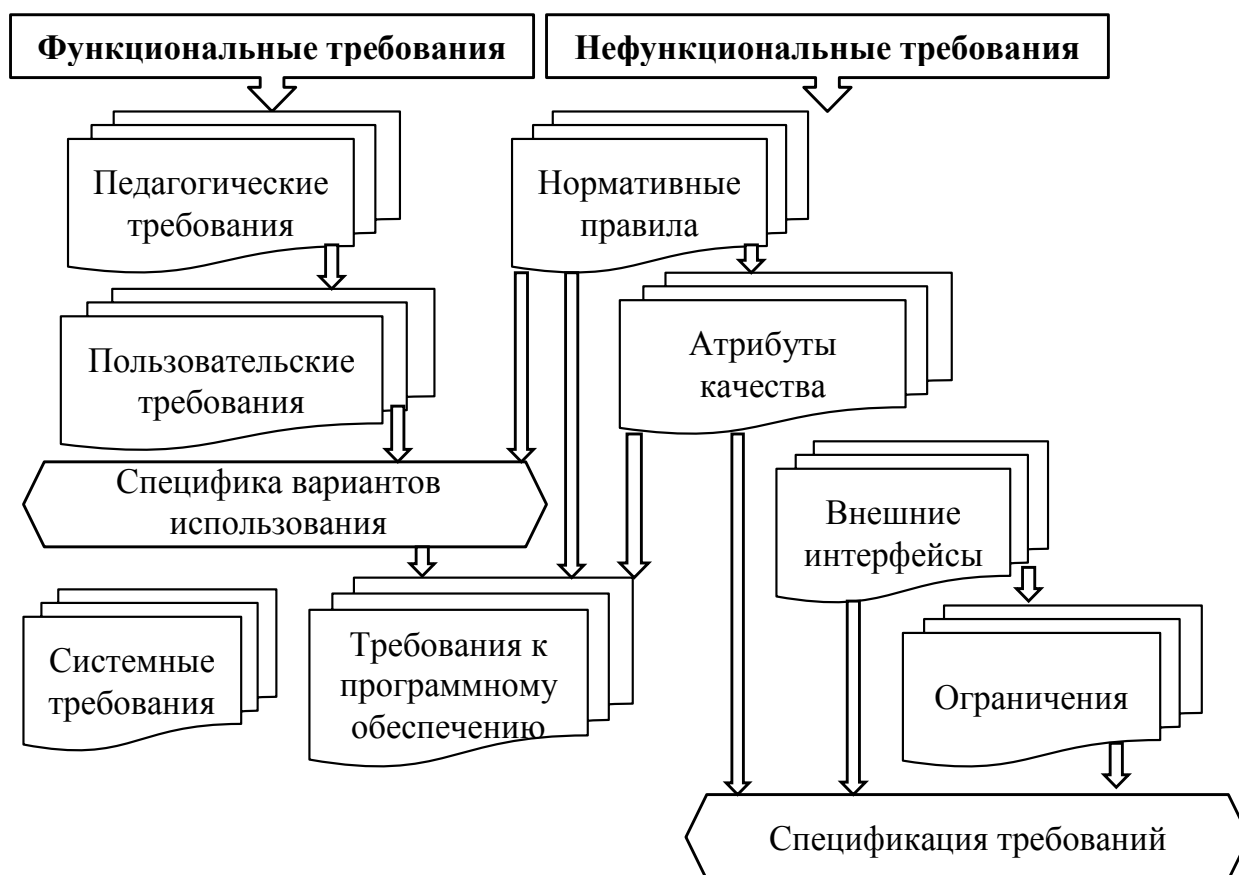 Функциональные требования
Нефункциональные требования
Педагогические
требования
Нормативные
правила
Пользовательские
требования
Атрибуты
качества
Специфика вариантов
использования
Внешние
интерфейсы
Системные
требования
Требования к
программному
обеспечению
Ограничения
Спецификация требований